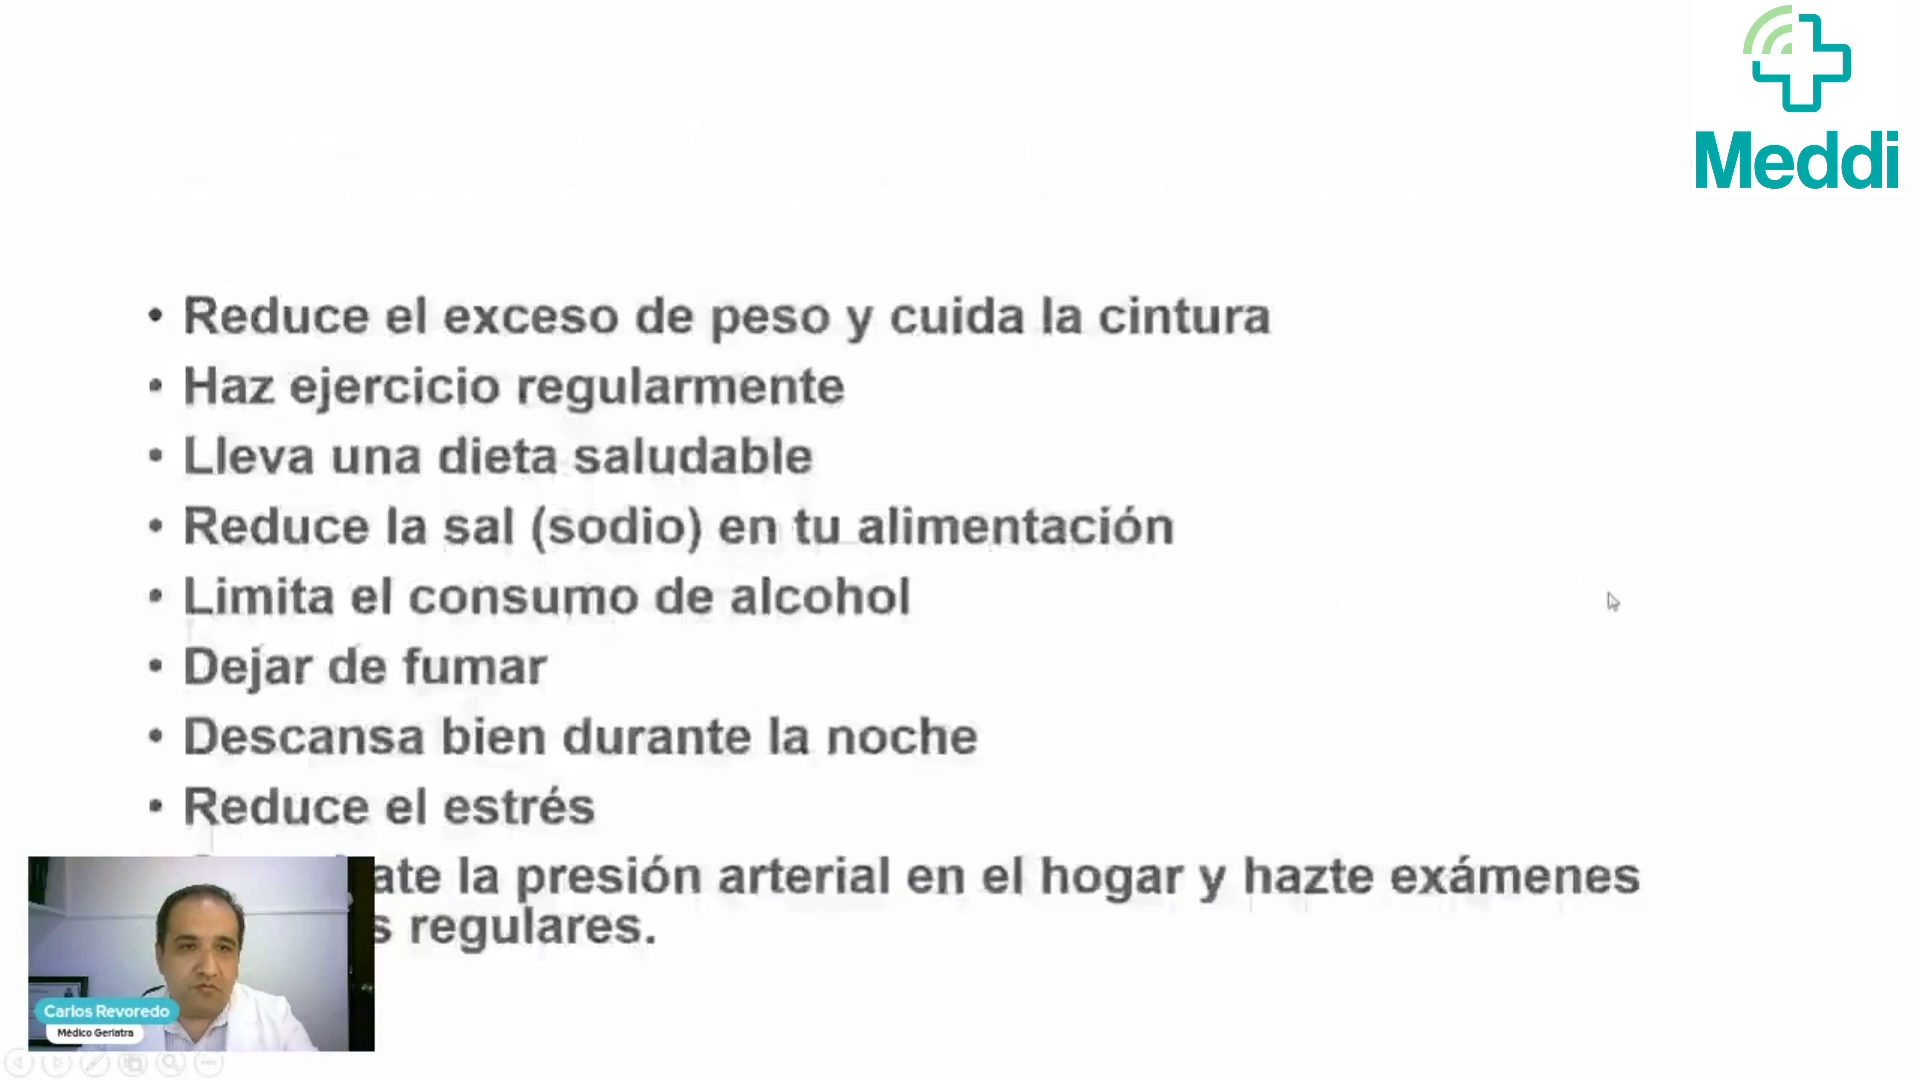 Meddi
• Reduce el exceso de peso y cuida la cintura
• Haz ejercicio regularmente
• Lleva una dieta saludable
• Reduce la sal (sodio) en tu alimentación
• Limita el consumo de alcohol
• Dejar de fumar
• Descansa bien durante la noche
• Reduce el estrés
la presión arterial en el hogar y hazte exámenes
regulares.
Carlos Revoredo
Médico Geriatra